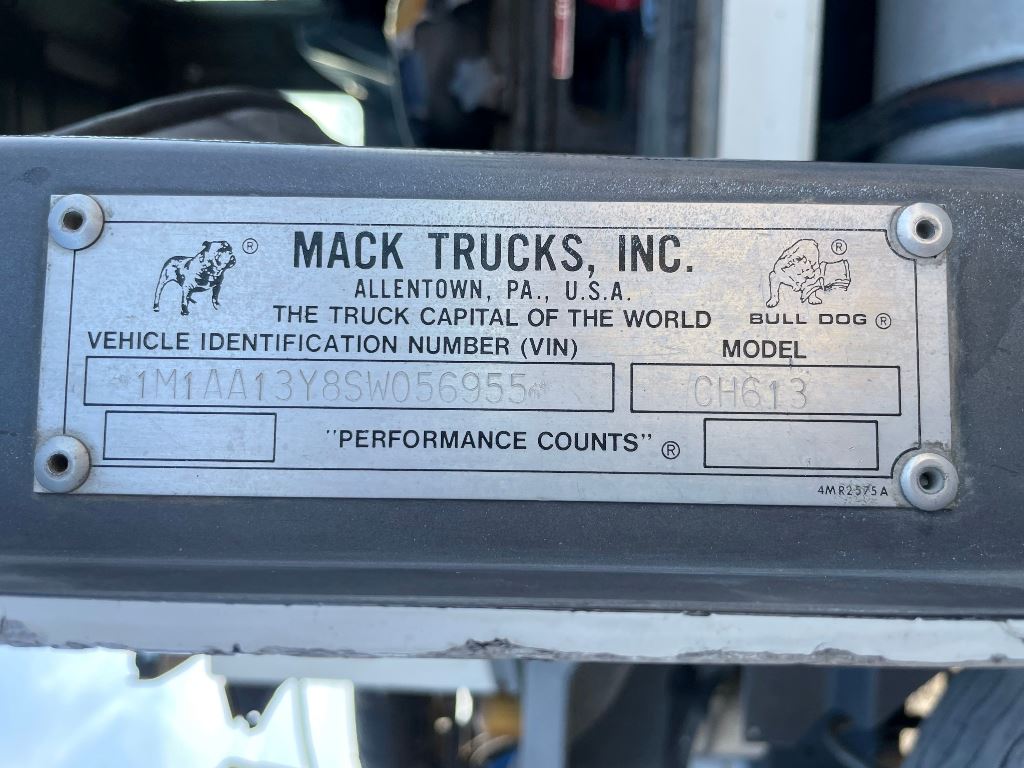 ®
MACK TRUCKS, INC.
®
ALLENTOWN, PA., U.S.A.
THE TRUCK CAPITAL OF THE WORLD
BULL DOG ®
VEHICLE IDENTIFICATION NUMBER (VIN)
MODEL
*1M1AA13Y8SW056955*
CH613
"PERFORMANCE COUNTS" ®
4MR2575A